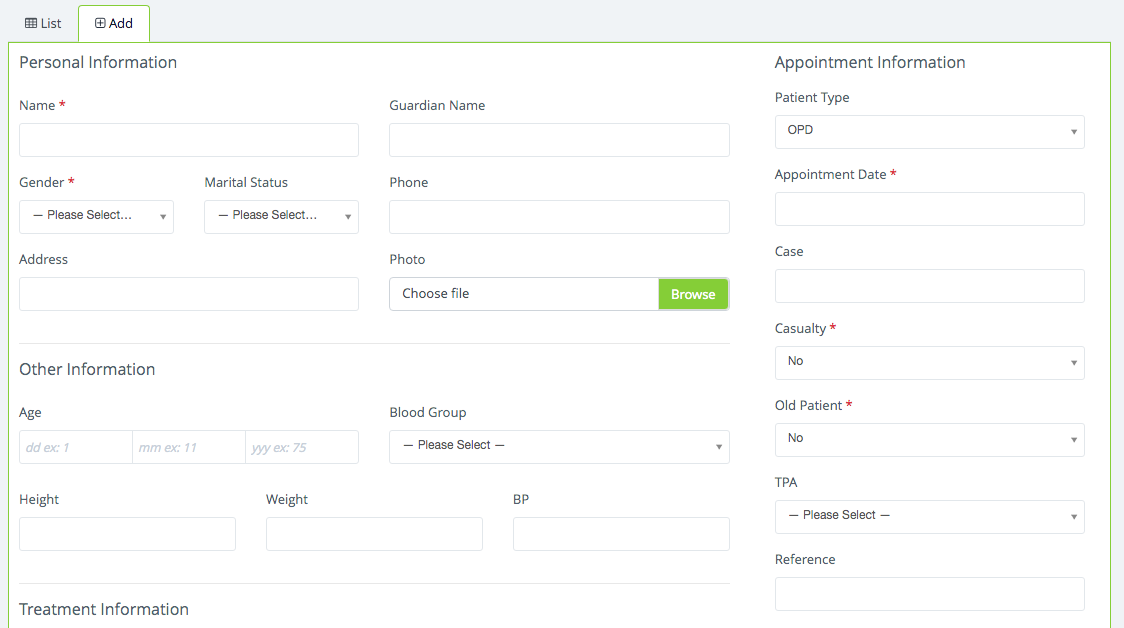 List
Add
Personal Information
Name *
Guardian Name
Gender *
Marital Status
Phone
— Please Select...
— Please Select...
Address
Photo
Choose file
Browse
Other Information
Age
Blood Group
dd ex: 1
mm ex: 11
yyy ex: 75
— Please Select —
Height
Weight
BP
Treatment Information
Appointment Information
Patient Type
OPD
Appointment Date *
Case
Casualty *
No
Old Patient *
No
TPA
— Please Select —
Reference